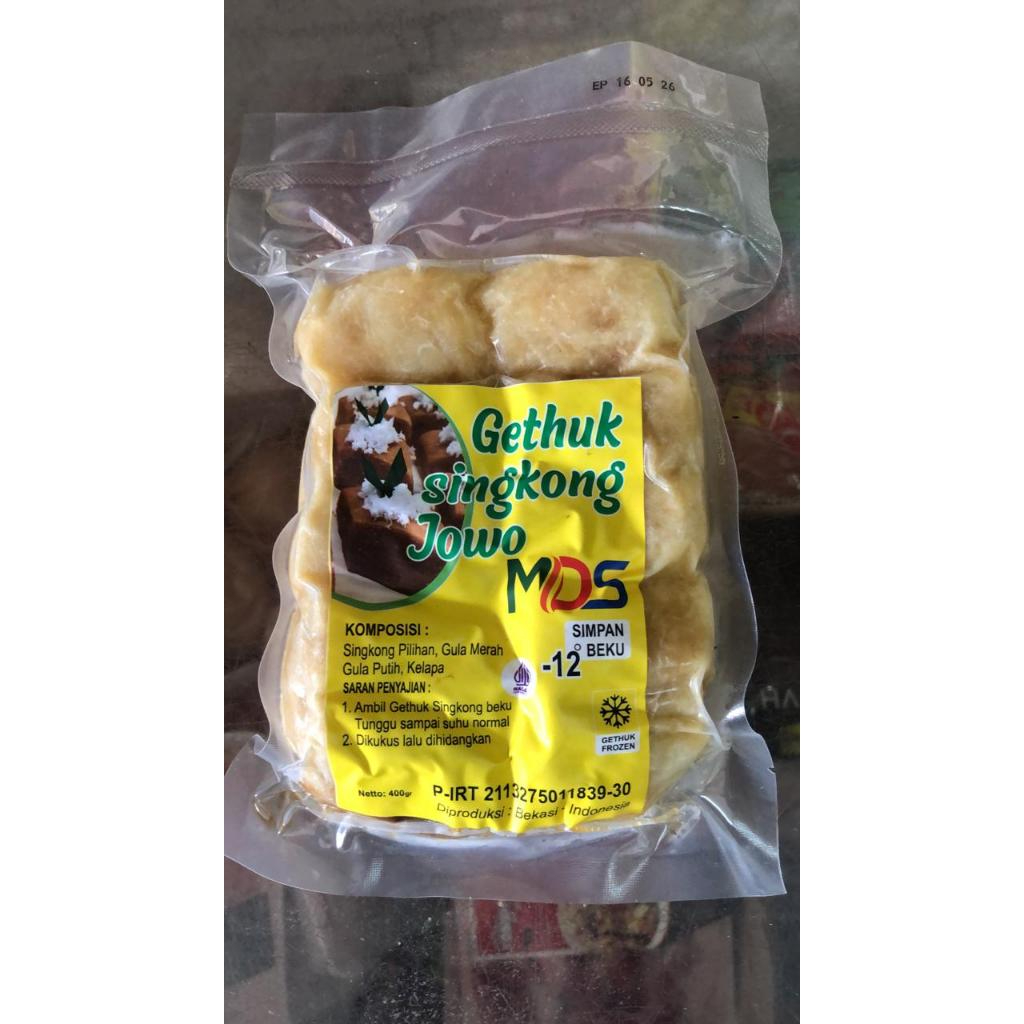 EP 16 05 26
Gethuk
singkong
Jowo
MDS
KOMPOSISI :
Singkong Pilihan, Gula Merah
Gula Putih, Kelapa
SARAN PENYAJIAN :
1. Ambil Gethuk Singkong beku
Tunggu sampai suhu normal
2. Dikukus lalu dihidangkan
SIMPAN
BEKU
-12°
GETHUK
FROZEN
Netto: 400gr
P-IRT 2113275011839-30
Diproduksi : Bekasi - Indonesia